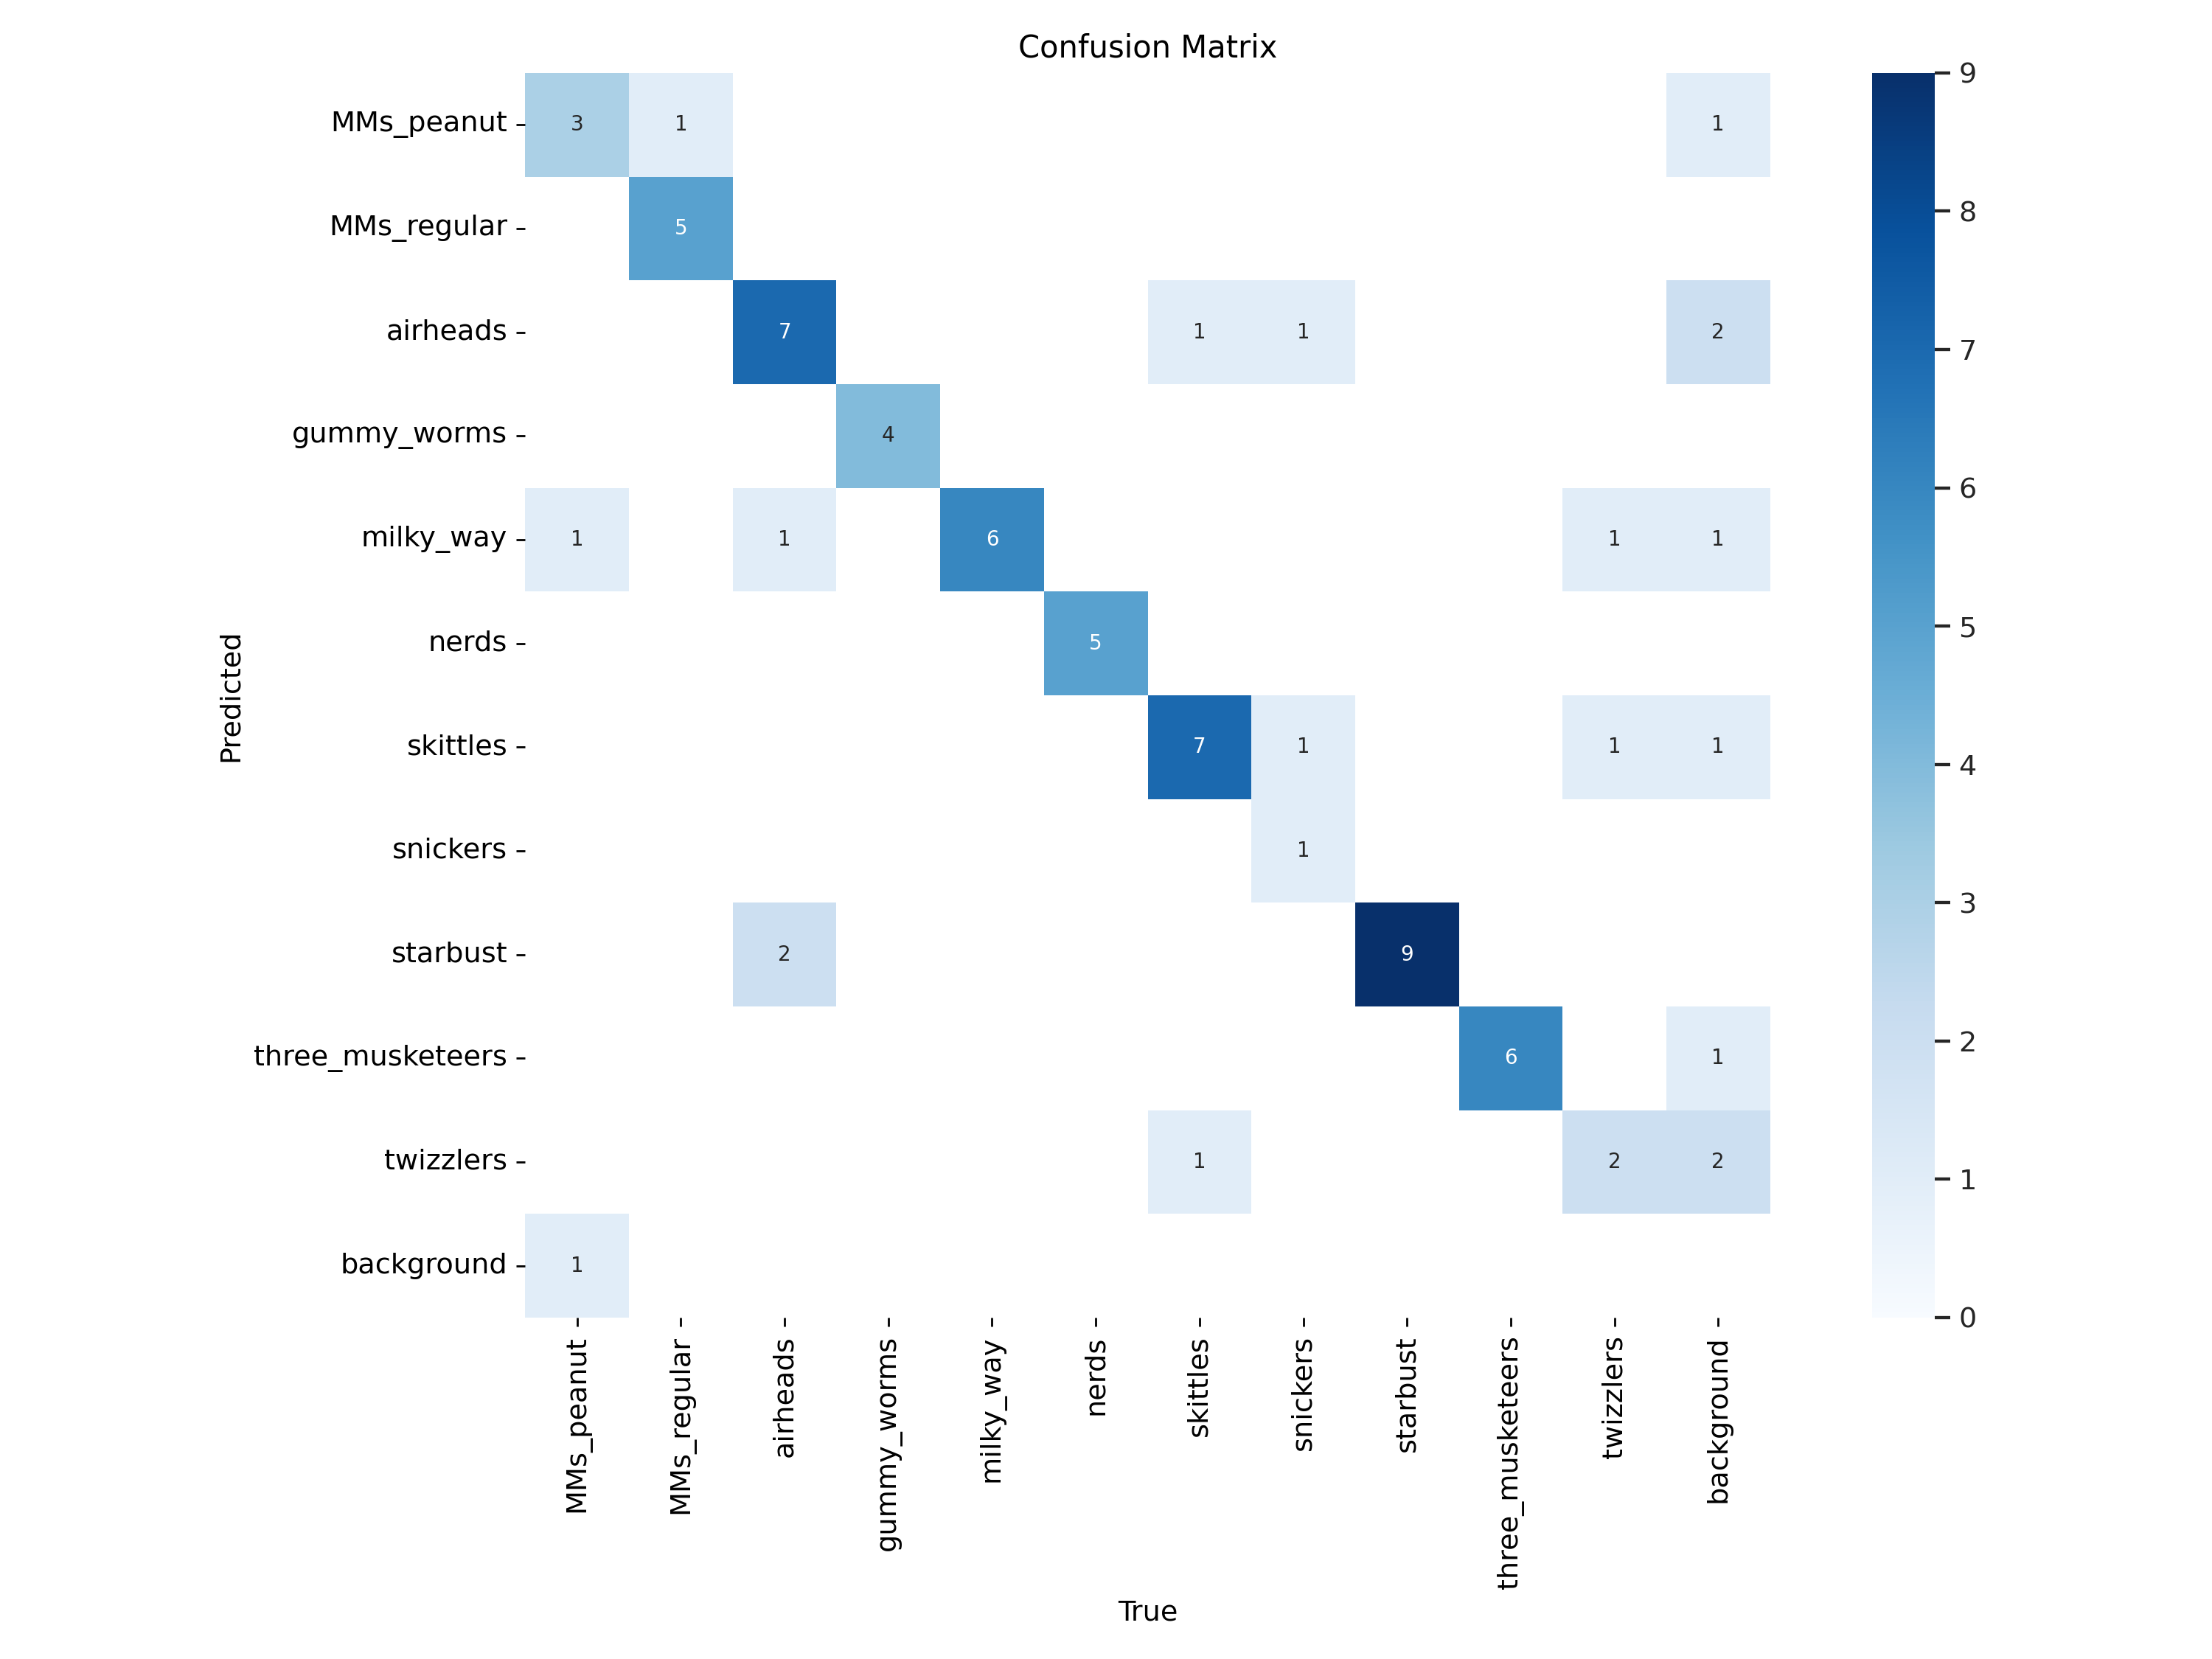 Confusion Matrix
MMs_peanut 3 1 1
MMs_regular 5
airheads 7 1 1 2
gummy_worms 4
milky_way 1 1 6 1 1
nerds 5
skittles 7 1 1 1
snickers 1
starbust 2 9
three_musketeers 6 1
twizzlers 1 2 2
background 1
Predicted
MMs_peanut
MMs_regular
airheads
gummy_worms
milky_way
nerds
skittles
snickers
starbust
three_musketeers
twizzlers
background
True
9
8
7
6
5
4
3
2
1
0